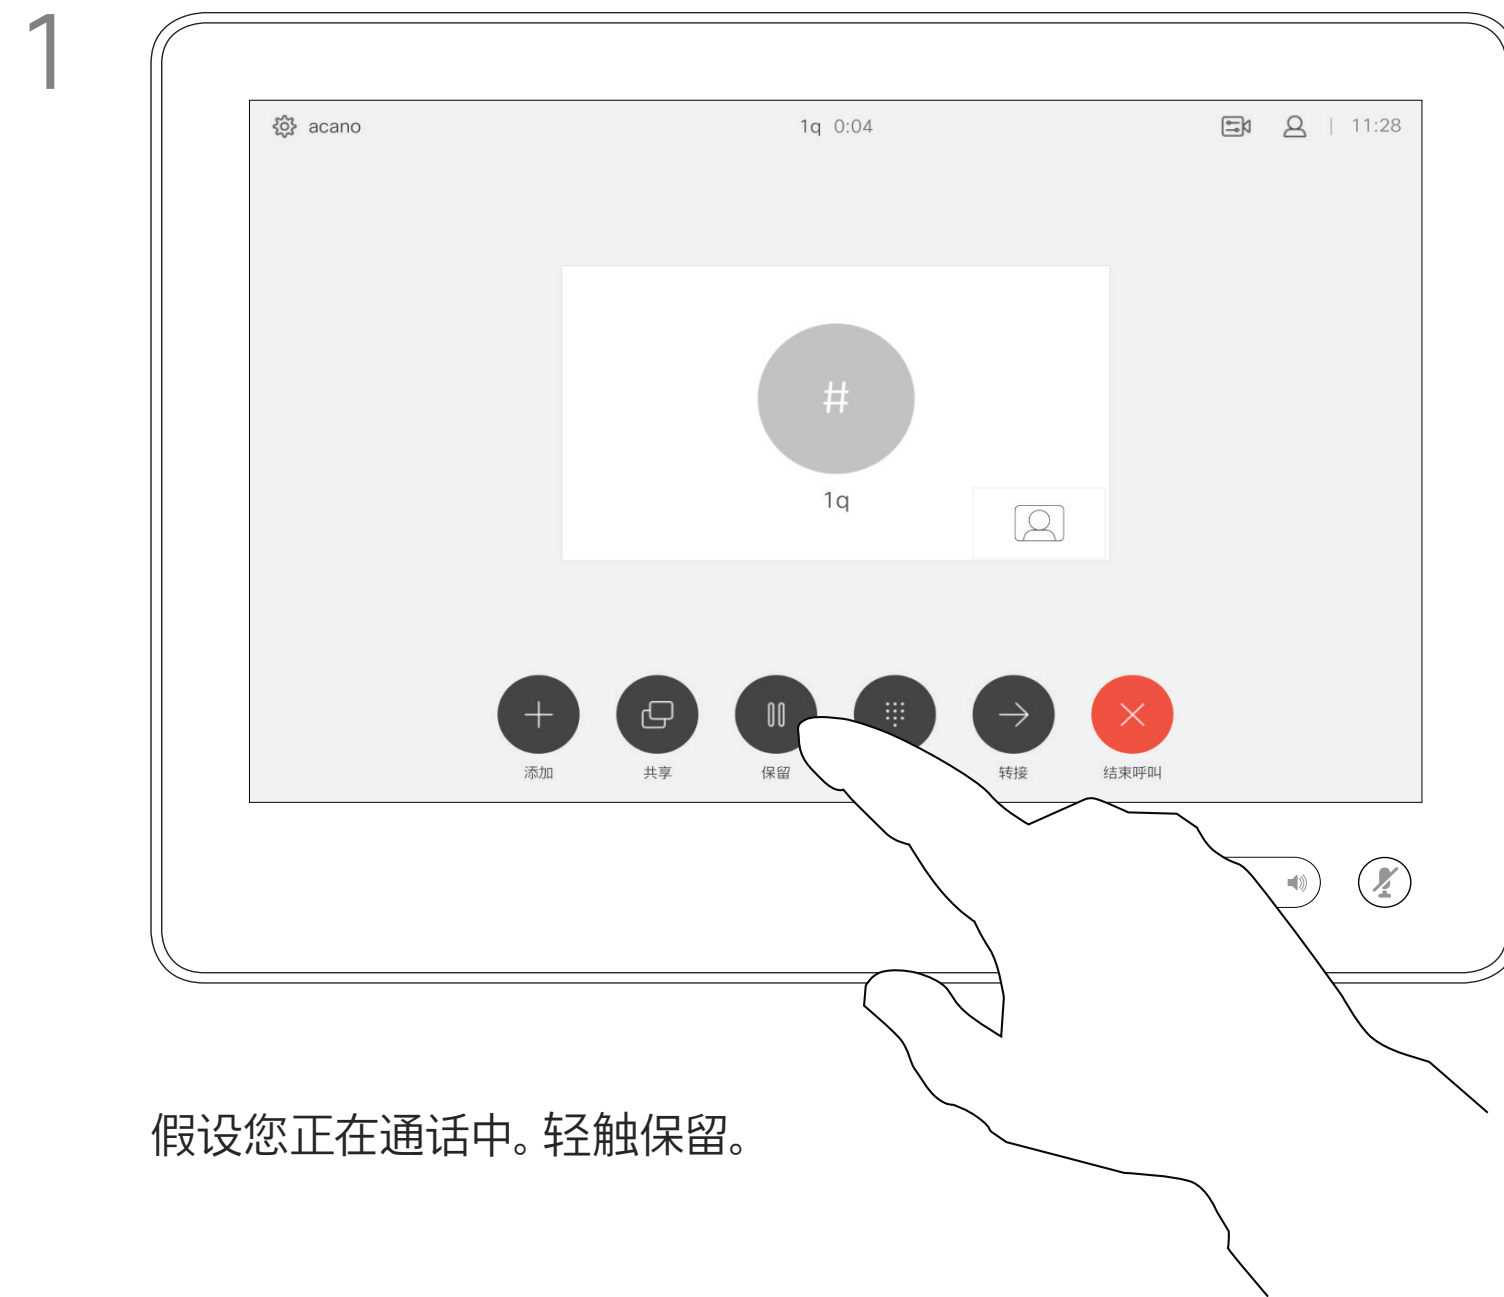 1
acano
1q 0:04
11:28
#
1q
添加
共享
保留
转接
结束呼叫
假设您正在通话中。轻触保留。